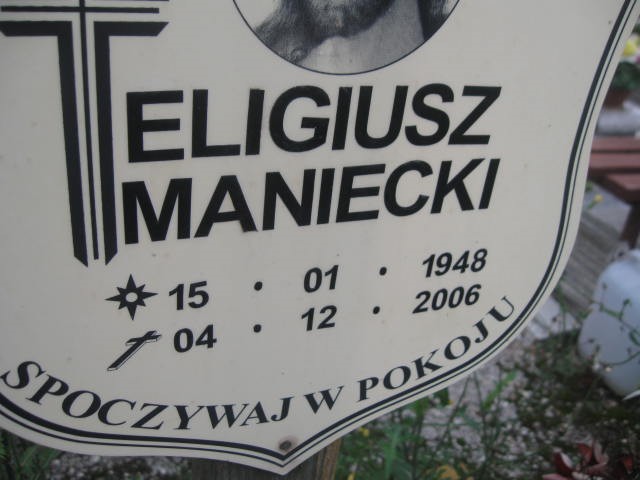 ELIGIUSZ
MANIECKI
15 · 01 · 1948
04 · 12 · 2006
SPOCZYWAJ W POKOJU